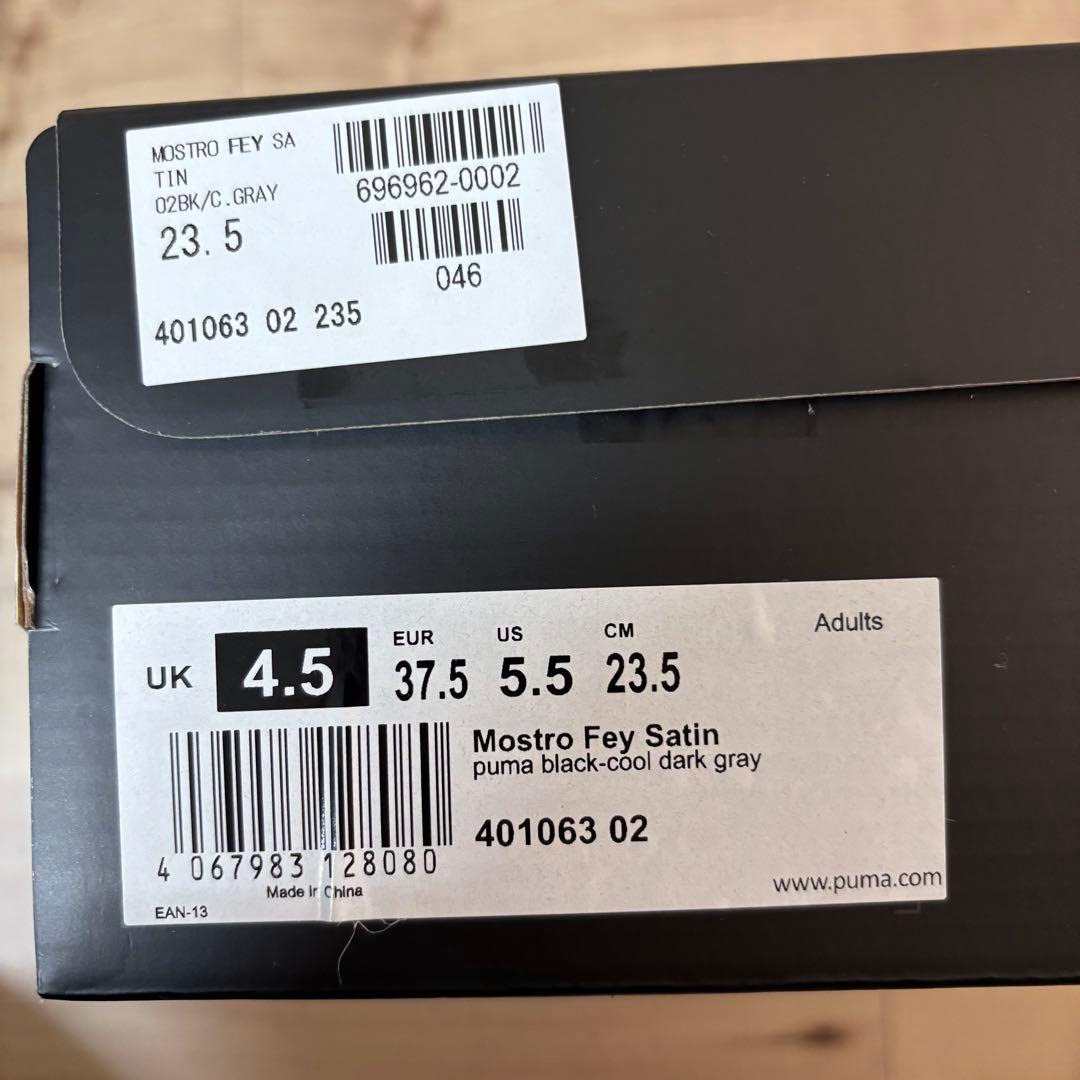 MOSTRO FEY SA
TIN
02BK/C.GRAY
23.5
401063 02 235
696962-0002
046
UK 4.5
EUR 37.5
US 5.5
CM 23.5
Adults
Mostro Fey Satin
puma black-cool dark gray
401063 02
4 067983 128080
Made in China
EAN-13
www.puma.com